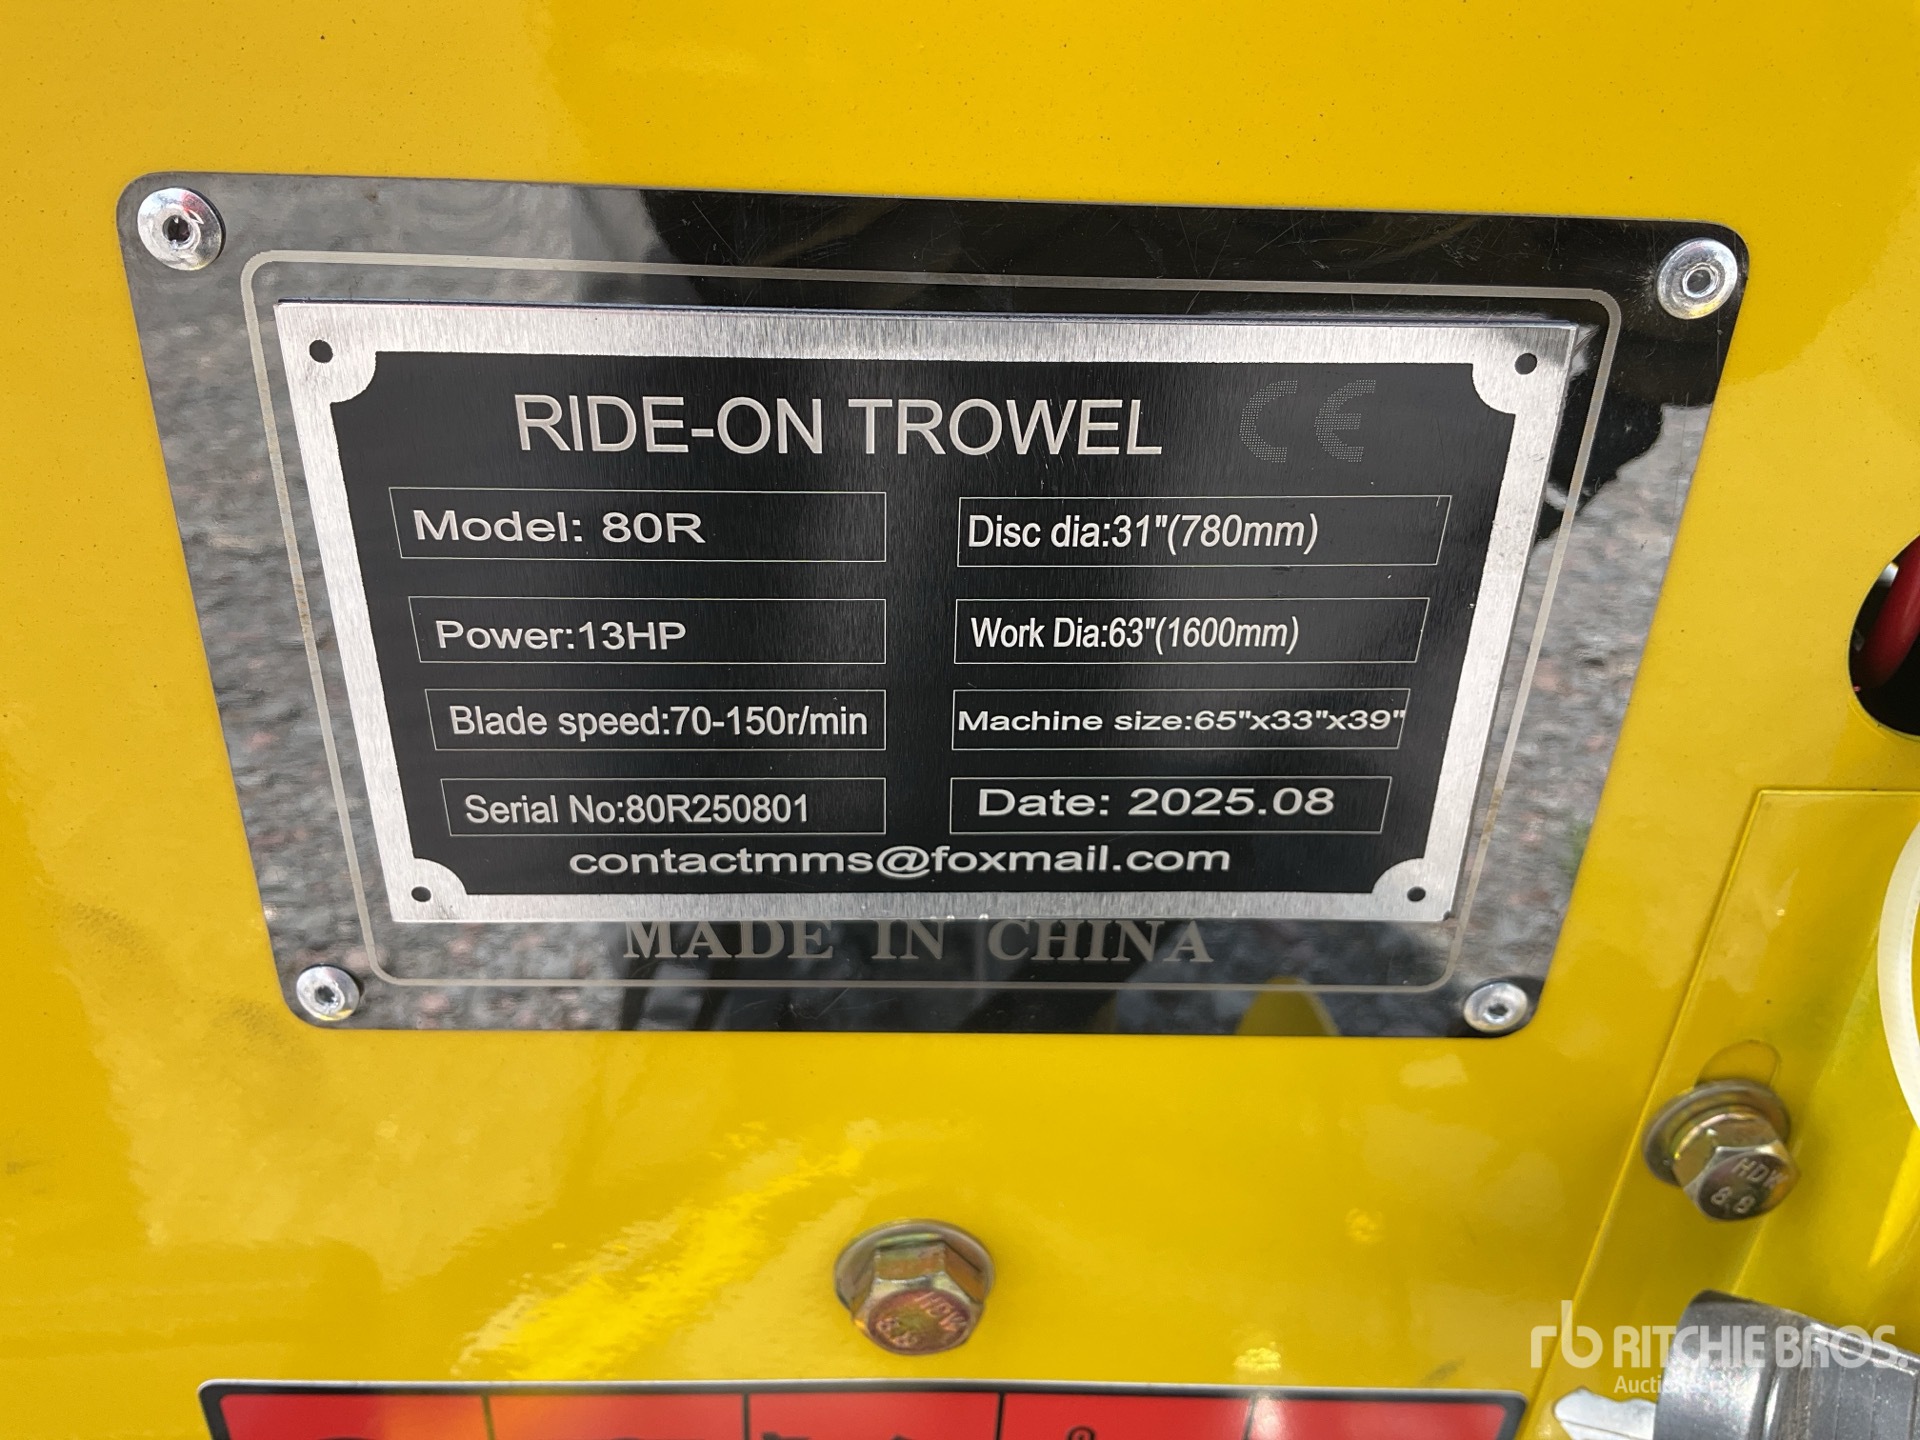 RIDE-ON TROWEL CE
Model: 80R
Disc dia:31"(780mm)
Power:13HP
Work Dia:63"(1600mm)
Blade speed:70-150r/min
Machine size:65"x33"x39"
Serial No:80R250801
Date: 2025.08
contactmms@foxmail.com
MADE IN CHINA
HDW
8.8
HDW
8.8
rb RITCHIE BROS.
Auctioneers